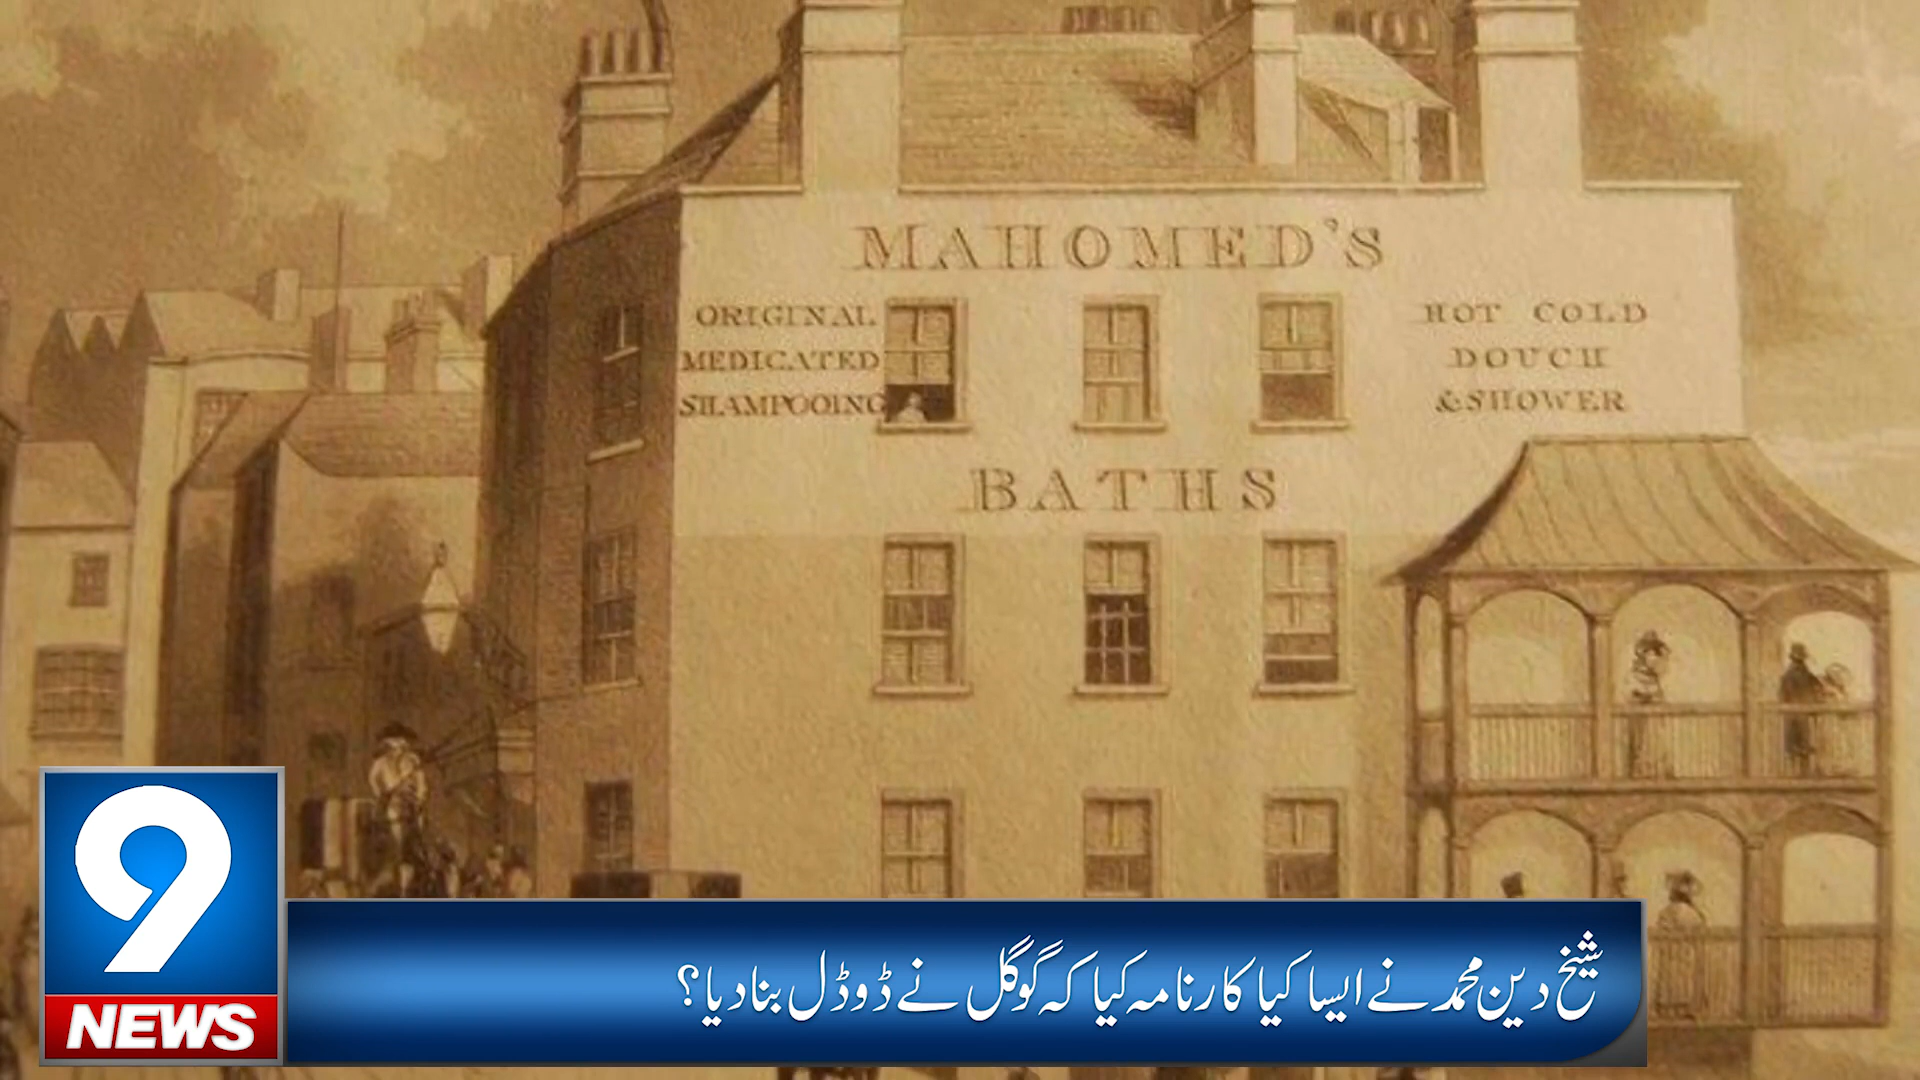 MAHOMED'S
ORIGINAL
MEDICATED
SHAMPOOING
HOT COLD
DOUCH
&SHOWER
BATHS
شیخ دین محمد نے ایسا کیا کارنامہ کیا کہ گوگل نے ڈوڈل بنا دیا؟
9
NEWS